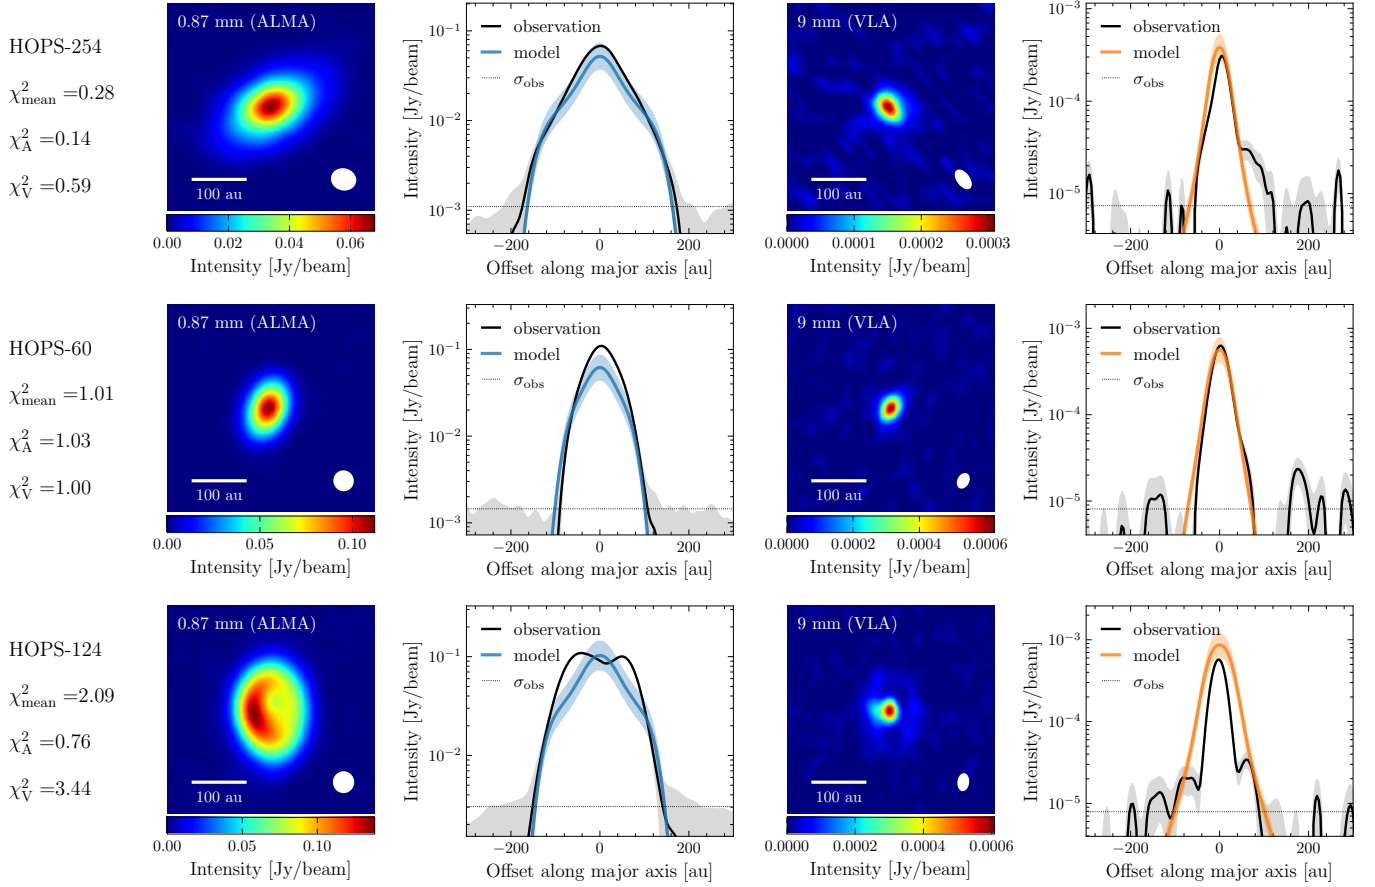 HOPS-254
χ²mean =0.28
χ²A =0.14
χ²V =0.59
0.87 mm (ALMA)
100 au
0.00 0.02 0.04 0.06
Intensity [Jy/beam]
Intensity [Jy/beam]
10⁻¹
10⁻²
10⁻³
observation
model
σobs
−200 0 200
Offset along major axis [au]
9 mm (VLA)
100 au
0.0000 0.0001 0.0002 0.0003
Intensity [Jy/beam]
Intensity [Jy/beam]
10⁻³
10⁻⁴
10⁻⁵
observation
model
σobs
−200 0 200
Offset along major axis [au]
HOPS-60
χ²mean =1.01
χ²A =1.03
χ²V =1.00
0.87 mm (ALMA)
100 au
0.00 0.05 0.10
Intensity [Jy/beam]
Intensity [Jy/beam]
10⁻¹
10⁻²
10⁻³
observation
model
σobs
−200 0 200
Offset along major axis [au]
9 mm (VLA)
100 au
0.0000 0.0002 0.0004 0.0006
Intensity [Jy/beam]
Intensity [Jy/beam]
10⁻³
10⁻⁴
10⁻⁵
observation
model
σobs
−200 0 200
Offset along major axis [au]
HOPS-124
χ²mean =2.09
χ²A =0.76
χ²V =3.44
0.87 mm (ALMA)
100 au
0.00 0.05 0.10
Intensity [Jy/beam]
Intensity [Jy/beam]
10⁻¹
10⁻²
observation
model
σobs
−200 0 200
Offset along major axis [au]
9 mm (VLA)
100 au
0.0000 0.0002 0.0004 0.0006
Intensity [Jy/beam]
Intensity [Jy/beam]
10⁻³
10⁻⁴
10⁻⁵
observation
model
σobs
−200 0 200
Offset along major axis [au]